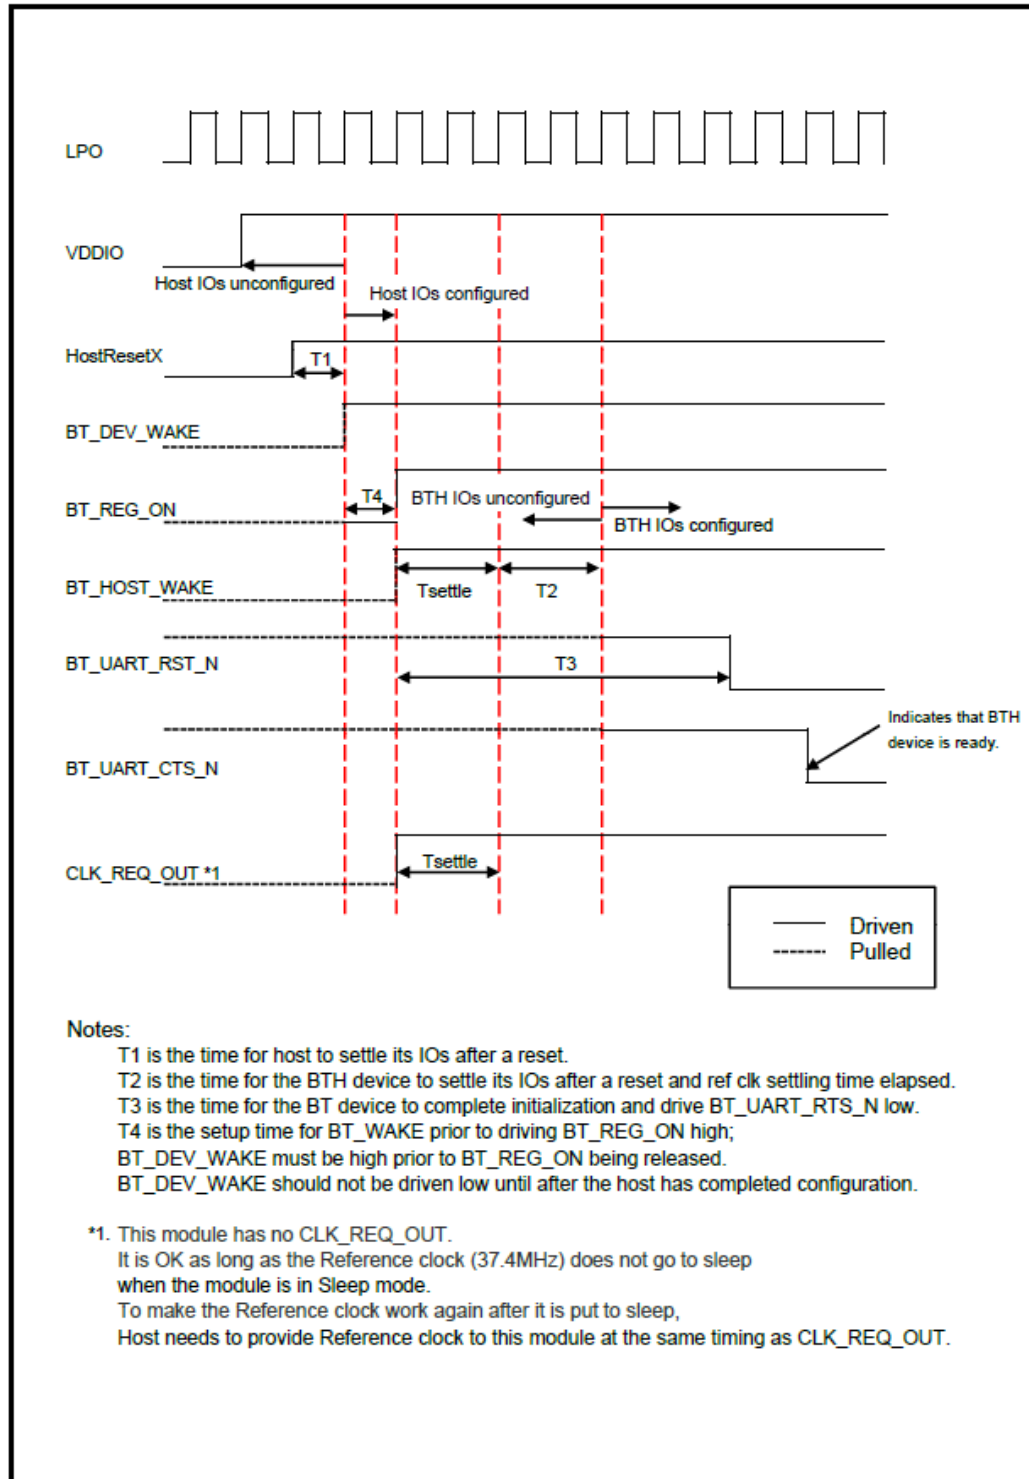 LPO
VDDIO
Host IOs unconfigured
Host IOs configured
HostResetX
T1
BT_DEV_WAKE
T4
BTH IOs unconfigured
BT_REG_ON
BTH IOs configured
BT_HOST_WAKE
Tsettle
T2
BT_UART_RST_N
T3
Indicates that BTH
device is ready.
BT_UART_CTS_N
Tsettle
CLK_REQ_OUT *1
Driven
Pulled
Notes:
T1 is the time for host to settle its IOs after a reset.
T2 is the time for the BTH device to settle its IOs after a reset and ref clk settling time elapsed.
T3 is the time for the BT device to complete initialization and drive BT_UART_RTS_N low.
T4 is the setup time for BT_WAKE prior to driving BT_REG_ON high;
BT_DEV_WAKE must be high prior to BT_REG_ON being released.
BT_DEV_WAKE should not be driven low until after the host has completed configuration.
*1. This module has no CLK_REQ_OUT.
It is OK as long as the Reference clock (37.4MHz) does not go to sleep
when the module is in Sleep mode.
To make the Reference clock work again after it is put to sleep,
Host needs to provide Reference clock to this module at the same timing as CLK_REQ_OUT.